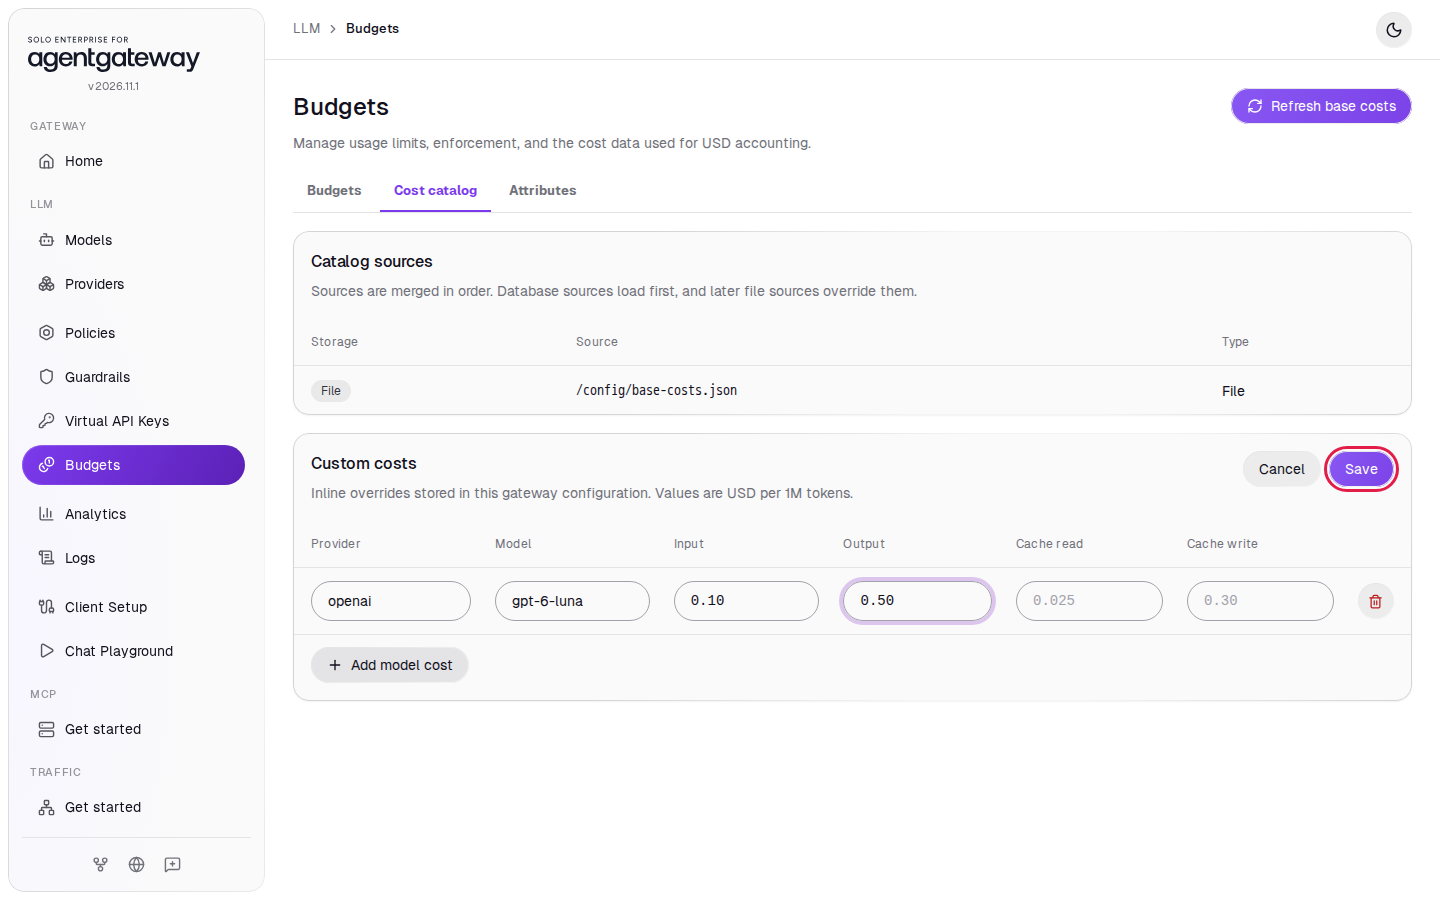 SOLO ENTERPRISE FOR
agentgateway
v2026.11.1
GATEWAY
Home
LLM
Models
Providers
Policies
Guardrails
Virtual API Keys
Budgets
Analytics
Logs
Client Setup
Chat Playground
MCP
Get started
TRAFFIC
Get started
LLM > Budgets
Budgets
Refresh base costs
Manage usage limits, enforcement, and the cost data used for USD accounting.
Budgets Cost catalog Attributes
Catalog sources
Sources are merged in order. Database sources load first, and later file sources override them.
Storage Source Type
File /config/base-costs.json File
Custom costs
Cancel Save
Inline overrides stored in this gateway configuration. Values are USD per 1M tokens.
Provider Model Input Output Cache read Cache write
openai gpt-6-luna 0.10 0.50 0.025 0.30
Add model cost